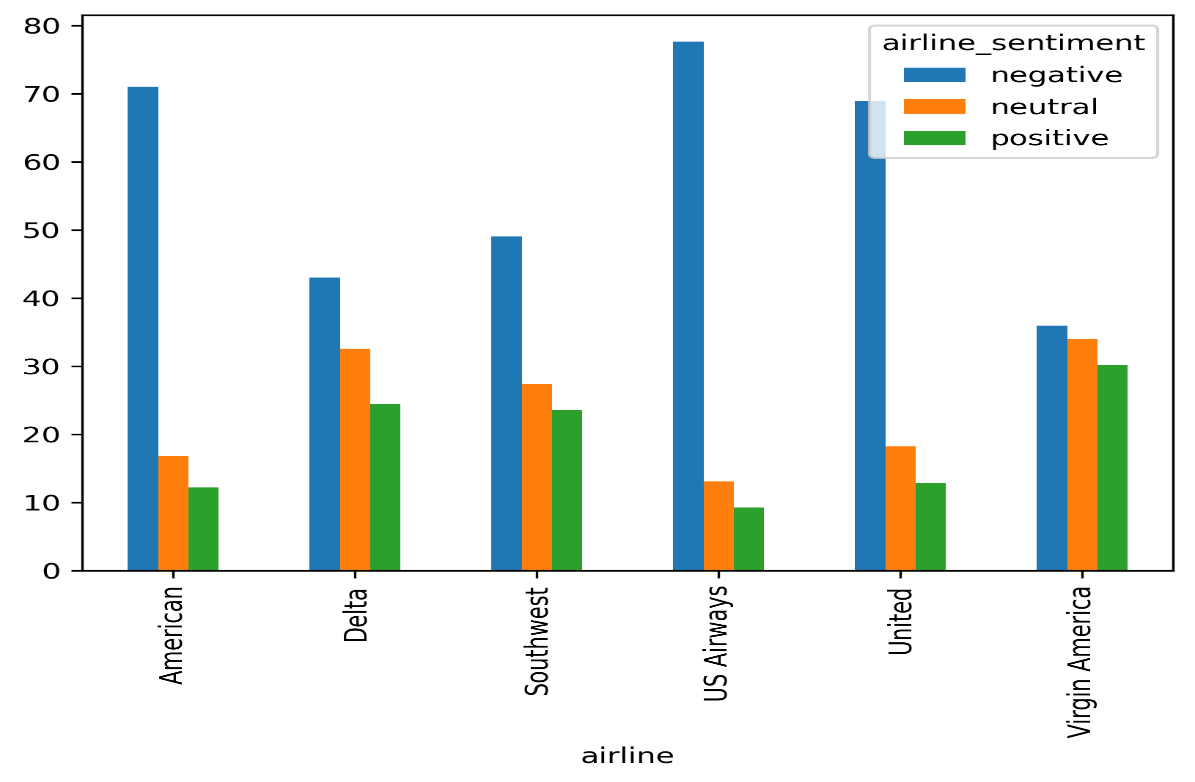 80
70
60
50
40
30
20
10
0
airline_sentiment
negative
neutral
positive
American
Delta
Southwest
US Airways
United
Virgin America
airline